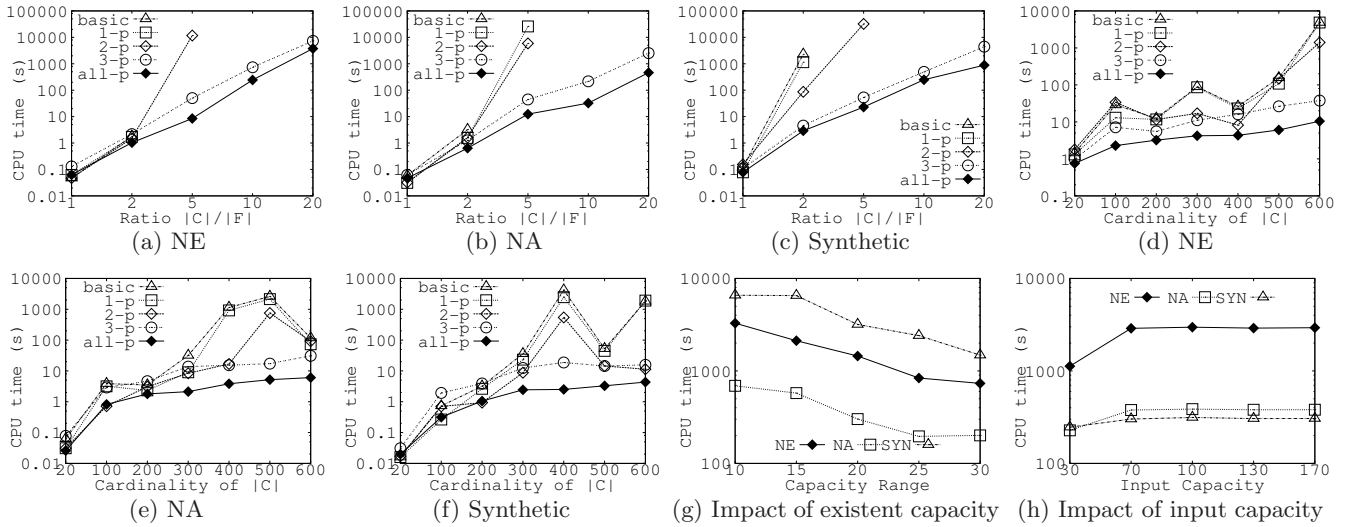 CPU time (s)
100000
10000
1000
100
10
1
0.1
0.01
basic
1-p
2-p
3-p
all-p
1 2 5 10 20
Ratio |C|/|F|
(a) NE
CPU time (s)
100000
10000
1000
100
10
1
0.1
0.01
basic
1-p
2-p
3-p
all-p
1 2 5 10 20
Ratio |C|/|F|
(b) NA
CPU time (s)
100000
10000
1000
100
10
1
0.1
0.01
basic
1-p
2-p
3-p
all-p
1 2 5 10 20
Ratio |C|/|F|
(c) Synthetic
CPU time (s)
10000
1000
100
10
1
0.1
basic
1-p
2-p
3-p
all-p
20 100 200 300 400 500 600
Cardinality of |C|
(d) NE
CPU time (s)
10000
1000
100
10
1
0.1
0.01
basic
1-p
2-p
3-p
all-p
20 100 200 300 400 500 600
Cardinality of |C|
(e) NA
CPU time (s)
10000
1000
100
10
1
0.1
0.01
basic
1-p
2-p
3-p
all-p
20 100 200 300 400 500 600
Cardinality of |C|
(f) Synthetic
CPU time (s)
10000
1000
100
NE NA SYN
10 15 20 25 30
Capacity Range
(g) Impact of existent capacity
CPU time (s)
10000
1000
100
NE NA SYN
30 70 100 130 170
Input Capacity
(h) Impact of input capacity